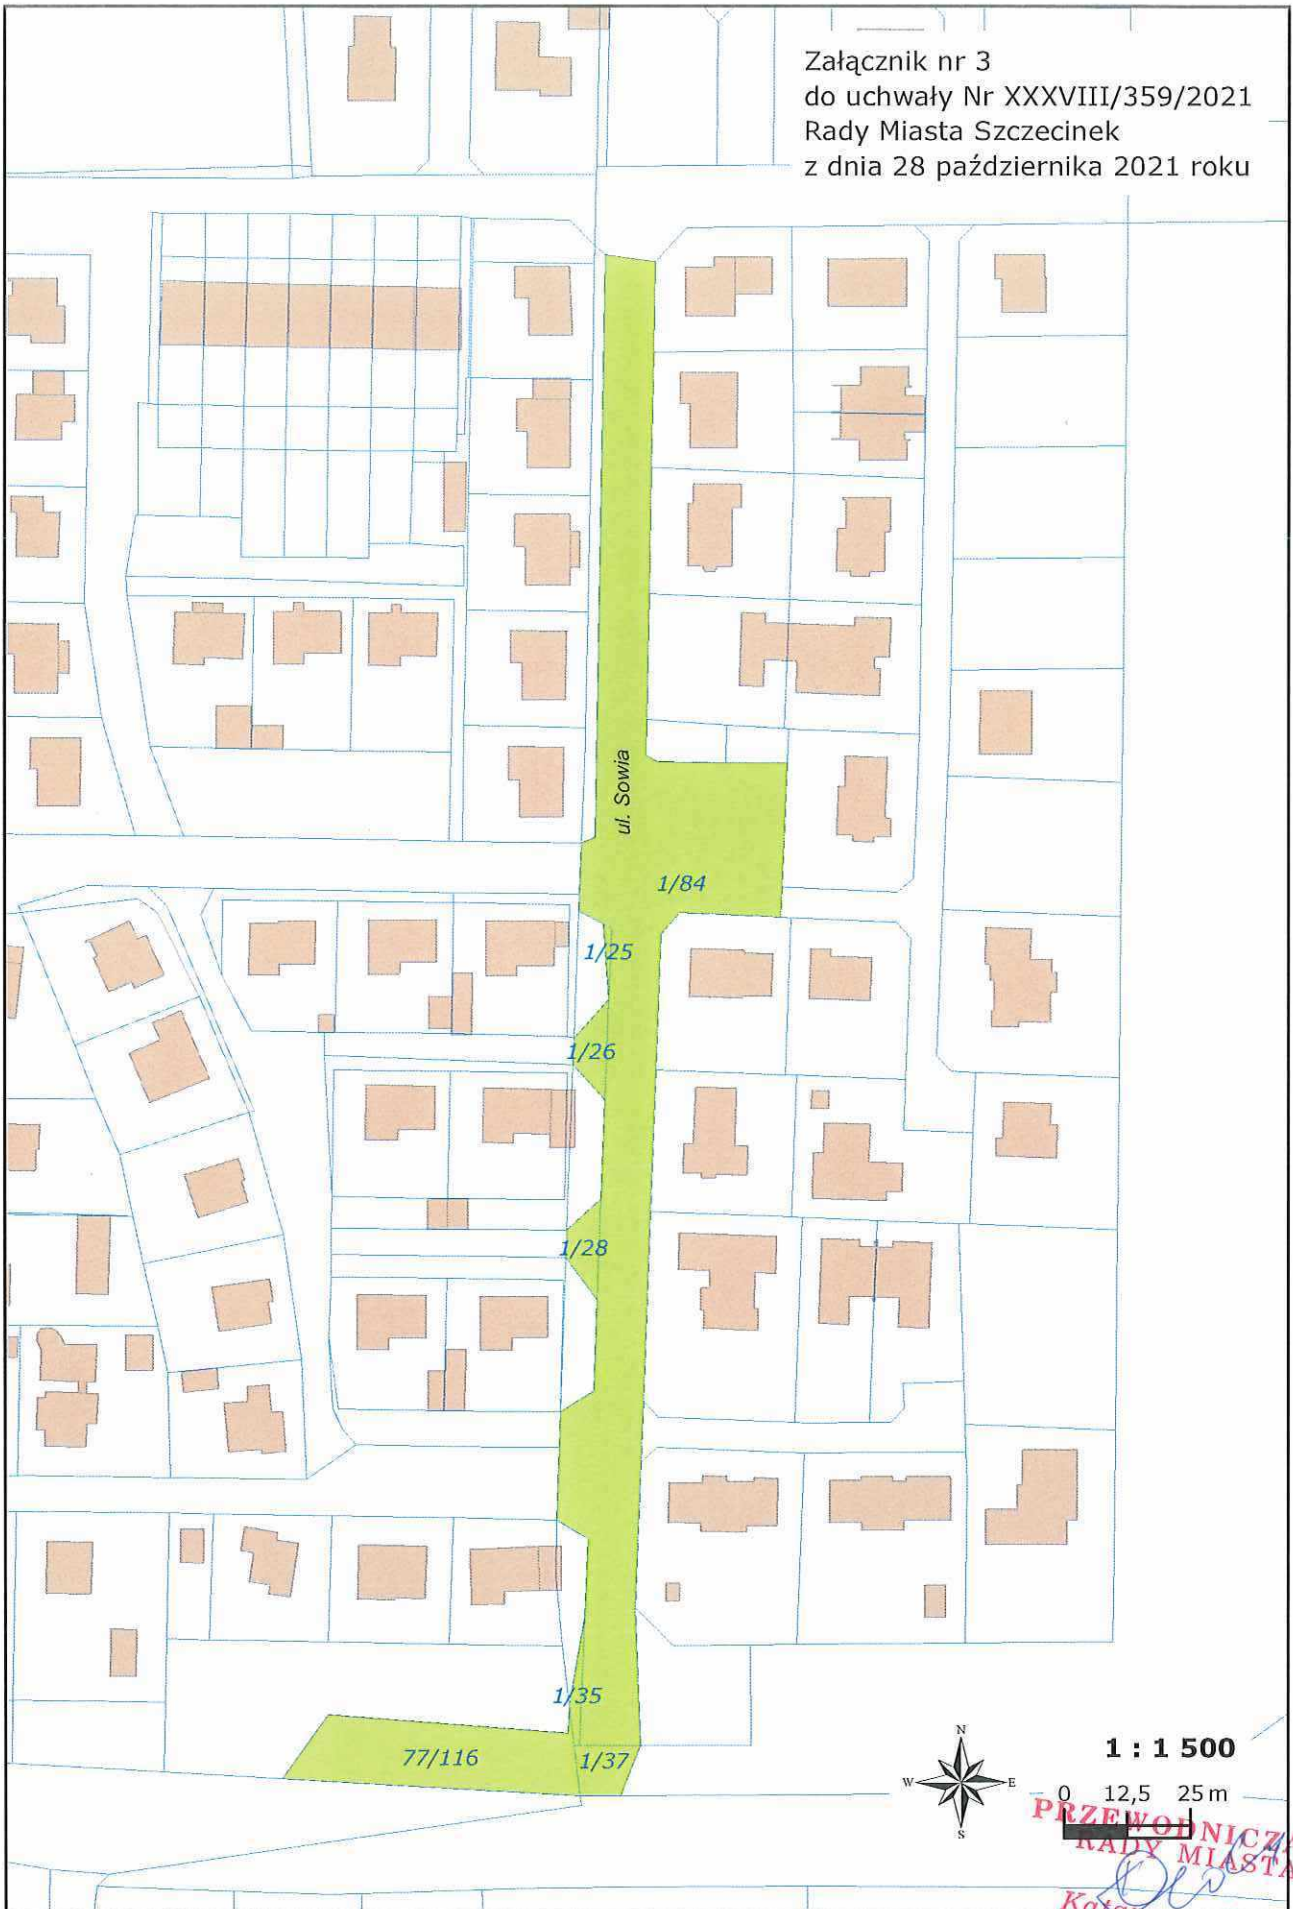 Załącznik nr 3
do uchwały Nr XXXVIII/359/2021
Rady Miasta Szczecinek
z dnia 28 października 2021 roku
ul. Sowia
1/84
1/25
1/26
1/28
1/35
77/116
1/37
N
W E
S
1 : 1 500
0 12,5 25 m
RADY MIASTA